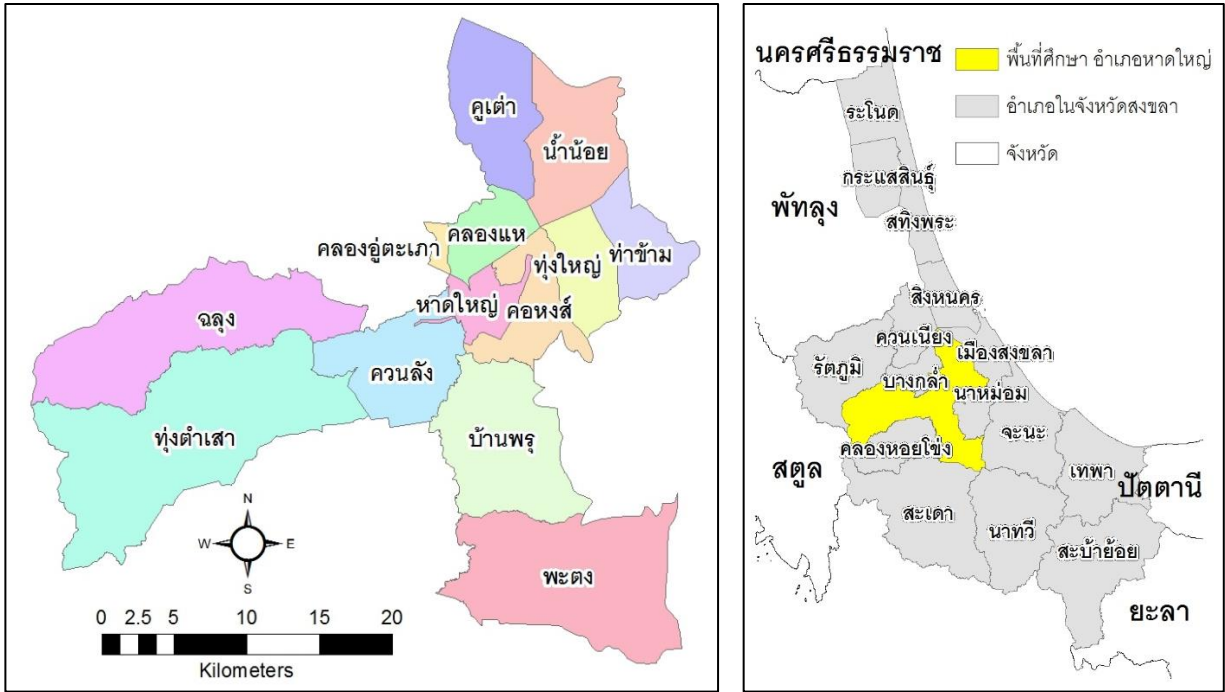 คูเต่า
น้ำน้อย
คลองแห
คลองอู่ตะเภา
ทุ่งใหญ่
ท่าข้าม
หาดใหญ่
คอหงส์
ฉลุง
ควนลัง
ทุ่งตำเสา
บ้านพรุ
พะตง
N
W
E
S
0 2.5 5 10 15 20
Kilometers
นครศรีธรรมราช
พื้นที่ศึกษา อำเภอหาดใหญ่
อำเภอในจังหวัดสงขลา
จังหวัด
ระโนด
กระแสสินธุ์
พัทลุง
สทิงพระ
สิงหนคร
ควนเนียง
เมืองสงขลา
รัตภูมิ
บางกล่ำ
นาหม่อม
จะนะ
คลองหอยโข่ง
สตูล
เทพา
ปัตตานี
สะเดา
นาทวี
สะบ้าย้อย
ยะลา